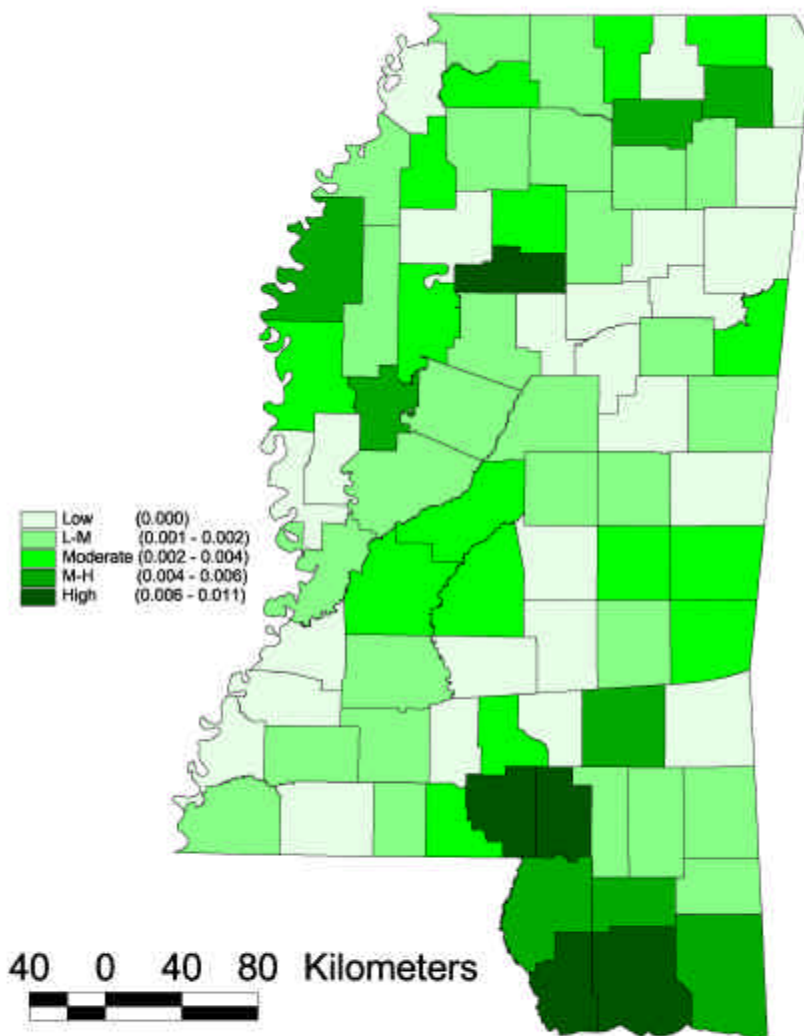 Low (0.000)
L-M (0.001 - 0.002)
Moderate (0.002 - 0.004)
M-H (0.004 - 0.006)
High (0.006 - 0.011)
40 0 40 80 Kilometers